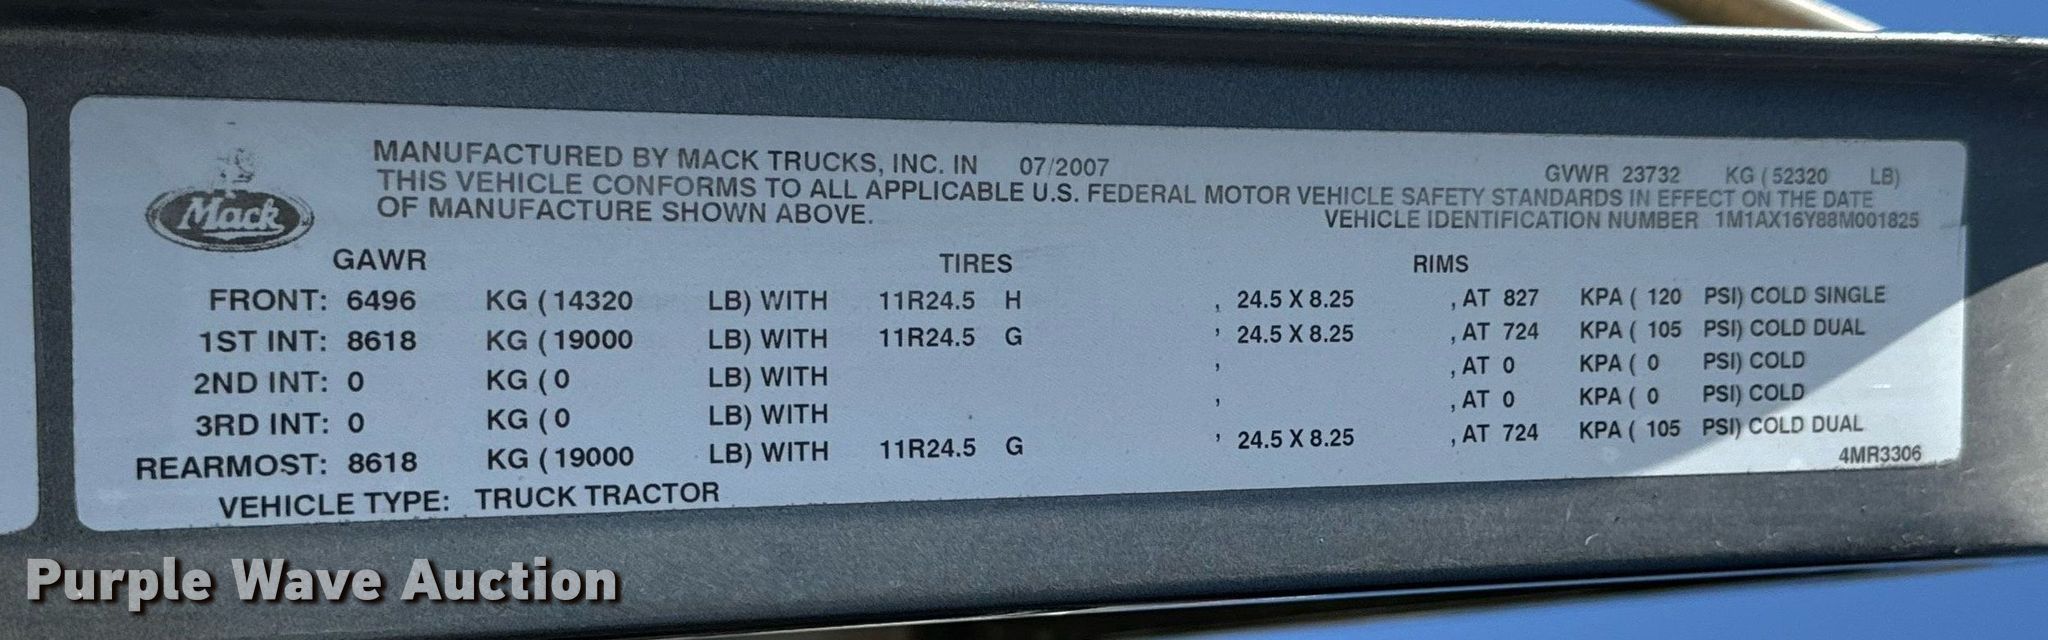 Mack
MANUFACTURED BY MACK TRUCKS, INC. IN 07/2007 GVWR 23732 KG (52320 LB)
THIS VEHICLE CONFORMS TO ALL APPLICABLE U.S. FEDERAL MOTOR VEHICLE SAFETY STANDARDS IN EFFECT ON THE DATE
OF MANUFACTURE SHOWN ABOVE. VEHICLE IDENTIFICATION NUMBER 1M1AX16Y88M001825
GAWR TIRES RIMS
FRONT: 6496 KG (14320 LB) WITH 11R24.5 H , 24.5 X 8.25 , AT 827 KPA ( 120 PSI) COLD SINGLE
1ST INT: 8618 KG (19000 LB) WITH 11R24.5 G , 24.5 X 8.25 , AT 724 KPA ( 105 PSI) COLD DUAL
2ND INT: 0 KG (0 LB) WITH , , AT 0 KPA ( 0 PSI) COLD
3RD INT: 0 KG (0 LB) WITH , , AT 0 KPA ( 0 PSI) COLD
REARMOST: 8618 KG (19000 LB) WITH 11R24.5 G , 24.5 X 8.25 , AT 724 KPA ( 105 PSI) COLD DUAL
4MR3306
VEHICLE TYPE: TRUCK TRACTOR
Purple Wave Auction